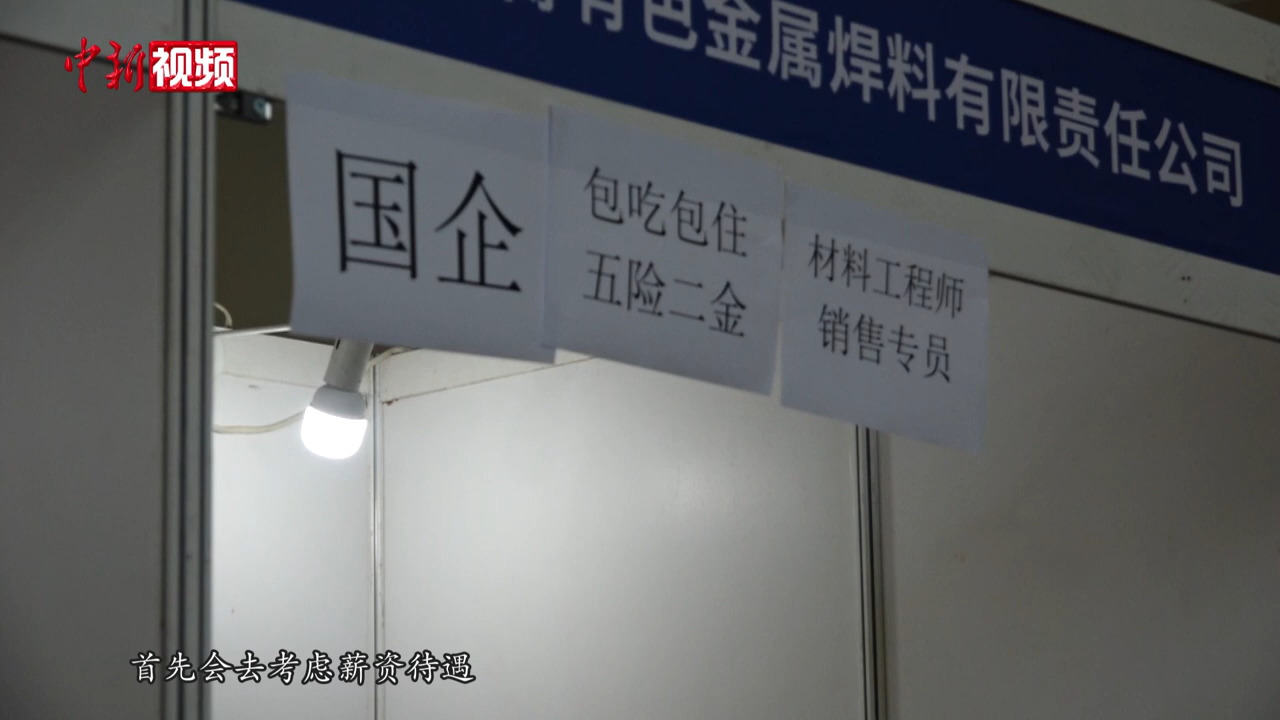 中新视频
有色金属焊料有限责任公司
国企
包吃包住
五险二金
材料工程师
销售专员
首先会去考虑薪资待遇